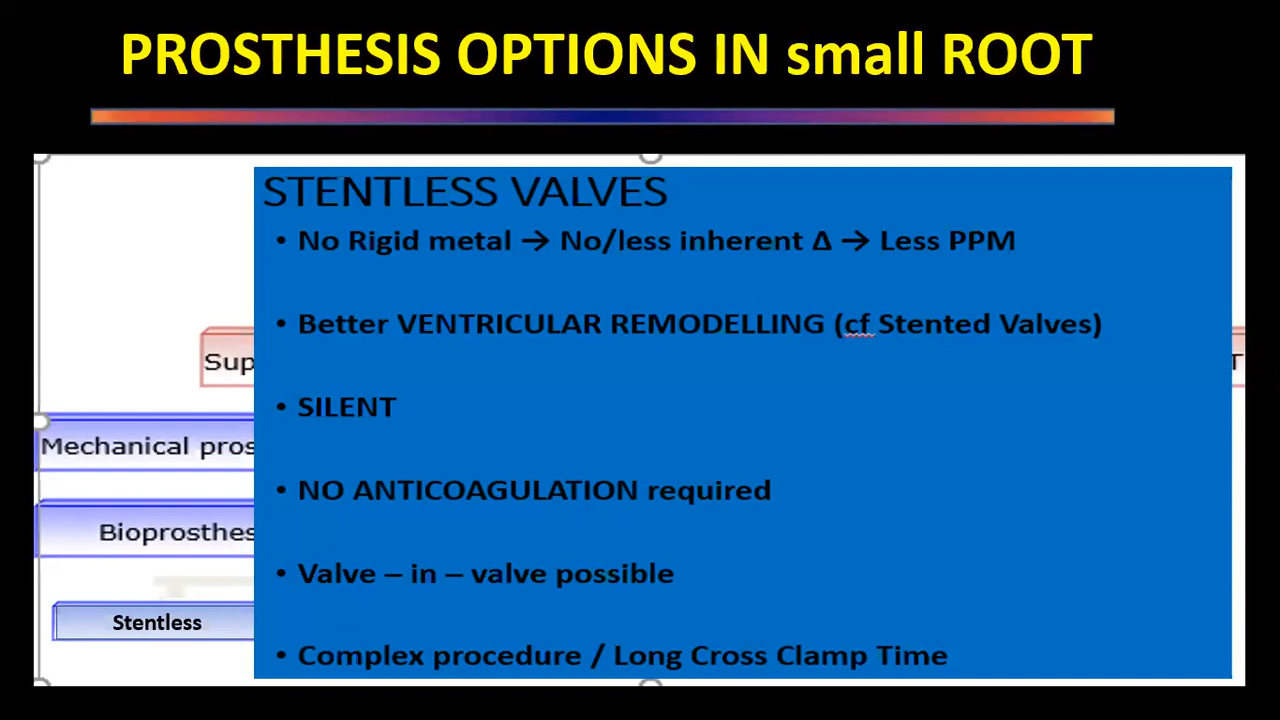 PROSTHESIS OPTIONS IN small ROOT
STENTLESS VALVES
• No Rigid metal → No/less inherent Δ → Less PPM
• Better VENTRICULAR REMODELLING (cf Stented Valves)
• SILENT
• NO ANTICOAGULATION required
• Valve – in – valve possible
• Complex procedure / Long Cross Clamp Time
Sup
Mechanical pros
Bioprosthes
Stentless
T